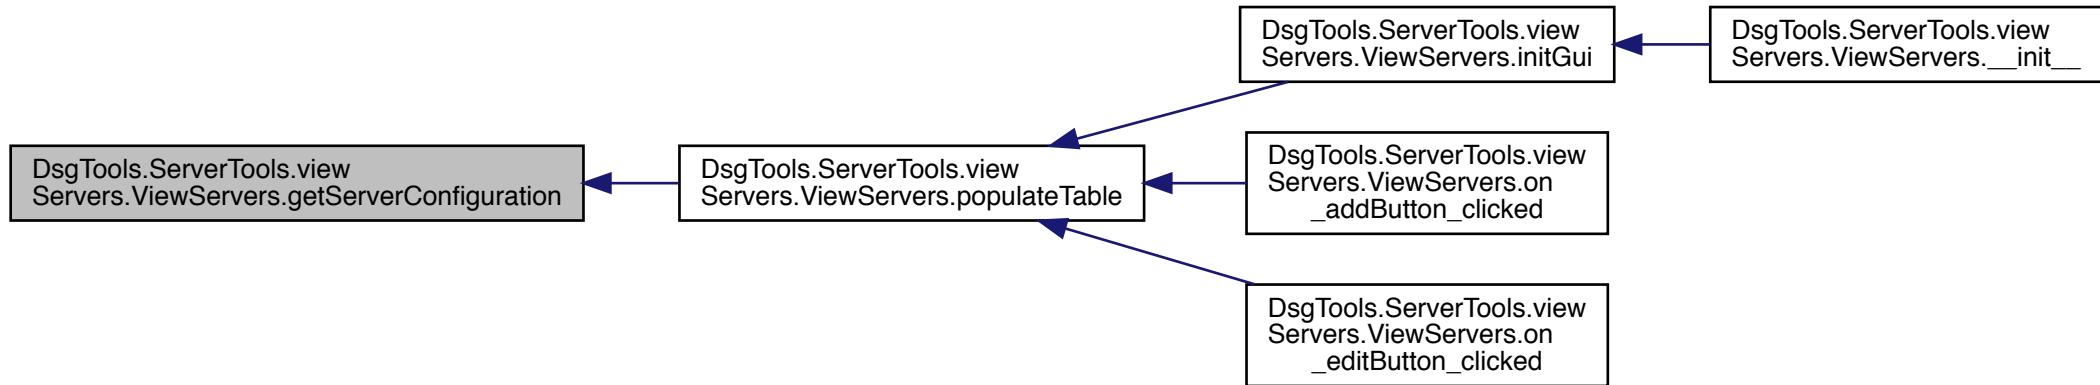 DsgTools.ServerTools.view
Servers.ViewServers.getServerConfiguration
DsgTools.ServerTools.view
Servers.ViewServers.populateTable
DsgTools.ServerTools.view
Servers.ViewServers.initGui
DsgTools.ServerTools.view
Servers.ViewServers.__init__
DsgTools.ServerTools.view
Servers.ViewServers.on
_addButton_clicked
DsgTools.ServerTools.view
Servers.ViewServers.on
_editButton_clicked